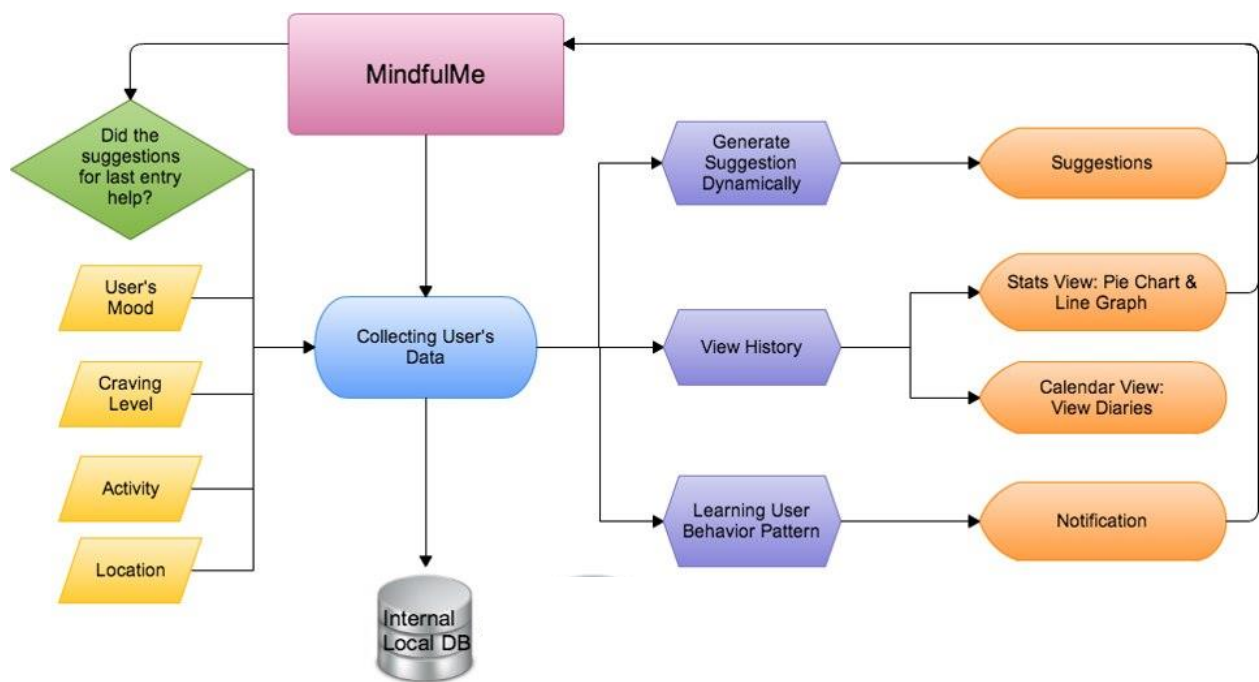 MindfulMe
Did the
suggestions
for last entry
help?
User's
Mood
Craving
Level
Activity
Location
Collecting User's
Data
Internal
Local DB
Generate
Suggestion
Dynamically
View History
Learning User
Behavior Pattern
Suggestions
Stats View: Pie Chart &
Line Graph
Calendar View:
View Diaries
Notification